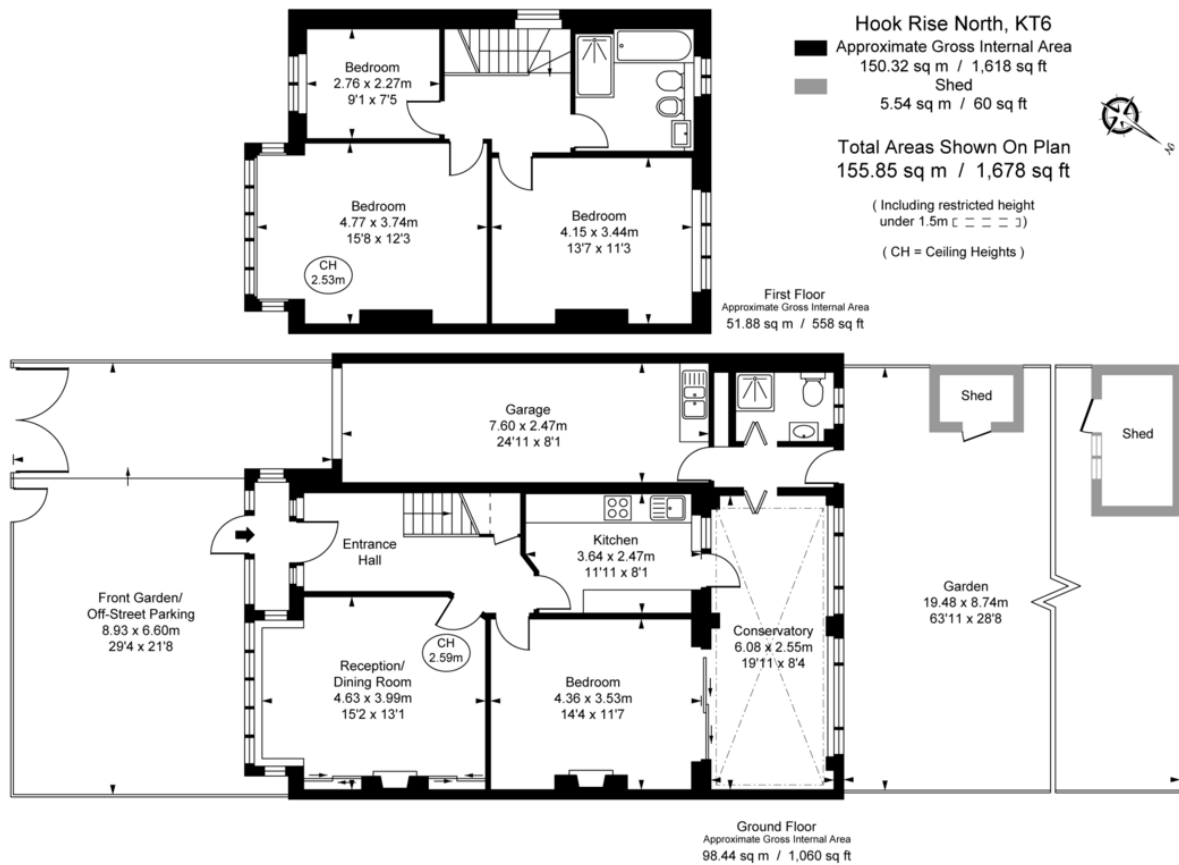 Hook Rise North, KT6
Approximate Gross Internal Area
150.32 sq m / 1,618 sq ft
Shed
5.54 sq m / 60 sq ft
Total Areas Shown On Plan
155.85 sq m / 1,678 sq ft
( Including restricted height
under 1.5m )
( CH = Ceiling Heights )
N
Bedroom
2.76 x 2.27m
9'1 x 7'5
Bedroom
4.77 x 3.74m
15'8 x 12'3
CH
2.53m
Bedroom
4.15 x 3.44m
13'7 x 11'3
First Floor
Approximate Gross Internal Area
51.88 sq m / 558 sq ft
Garage
7.60 x 2.47m
24'11 x 8'1
Shed
Shed
Entrance
Hall
Kitchen
3.64 x 2.47m
11'11 x 8'1
Front Garden/
Off-Street Parking
8.93 x 6.60m
29'4 x 21'8
Reception/
Dining Room
4.63 x 3.99m
15'2 x 13'1
CH
2.59m
Bedroom
4.36 x 3.53m
14'4 x 11'7
Conservatory
6.08 x 2.55m
19'11 x 8'4
Garden
19.48 x 8.74m
63'11 x 28'8
Ground Floor
Approximate Gross Internal Area
98.44 sq m / 1,060 sq ft